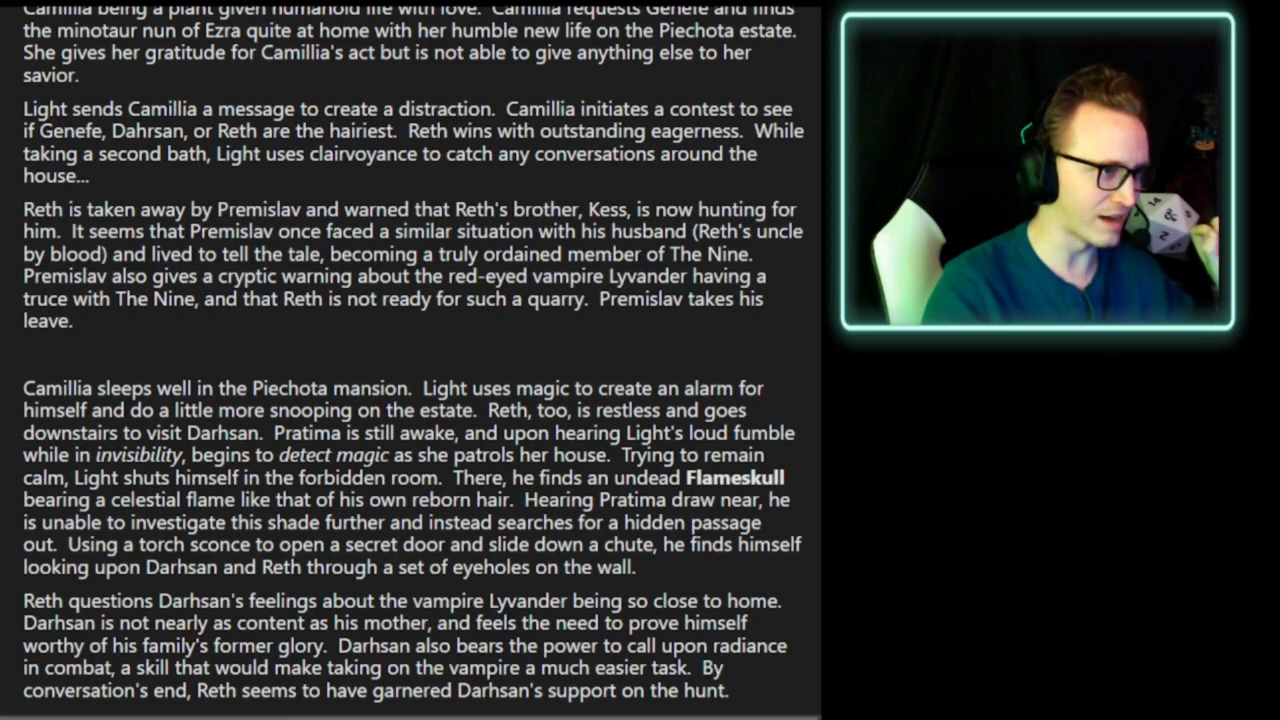 Camillia being a plant given humanoid life with love.  Camillia requests Genefe and finds
the minotaur nun of Ezra quite at home with her humble new life on the Piechota estate.
She gives her gratitude for Camillia's act but is not able to give anything else to her
savior.
Light sends Camillia a message to create a distraction.  Camillia initiates a contest to see
if Genefe, Dahrsan, or Reth are the hairiest.  Reth wins with outstanding eagerness.  While
taking a second bath, Light uses clairvoyance to catch any conversations around the
house...
Reth is taken away by Premislav and warned that Reth's brother, Kess, is now hunting for
him.  It seems that Premislav once faced a similar situation with his husband (Reth's uncle
by blood) and lived to tell the tale, becoming a truly ordained member of The Nine.
Premislav also gives a cryptic warning about the red-eyed vampire Lyvander having a
truce with The Nine, and that Reth is not ready for such a quarry.  Premislav takes his
leave.
Camillia sleeps well in the Piechota mansion.  Light uses magic to create an alarm for
himself and do a little more snooping on the estate.  Reth, too, is restless and goes
downstairs to visit Darhsan.  Pratima is still awake, and upon hearing Light's loud fumble
while in invisibility, begins to detect magic as she patrols her house.  Trying to remain
calm, Light shuts himself in the forbidden room.  There, he finds an undead Flameskull
bearing a celestial flame like that of his own reborn hair.  Hearing Pratima draw near, he
is unable to investigate this shade further and instead searches for a hidden passage
out.  Using a torch sconce to open a secret door and slide down a chute, he finds himself
looking upon Darhsan and Reth through a set of eyeholes on the wall.
Reth questions Darhsan's feelings about the vampire Lyvander being so close to home.
Darhsan is not nearly as content as his mother, and feels the need to prove himself
worthy of his family's former glory.  Darhsan also bears the power to call upon radiance
in combat, a skill that would make taking on the vampire a much easier task.  By
conversation's end, Reth seems to have garnered Darhsan's support on the hunt.
14
&
2